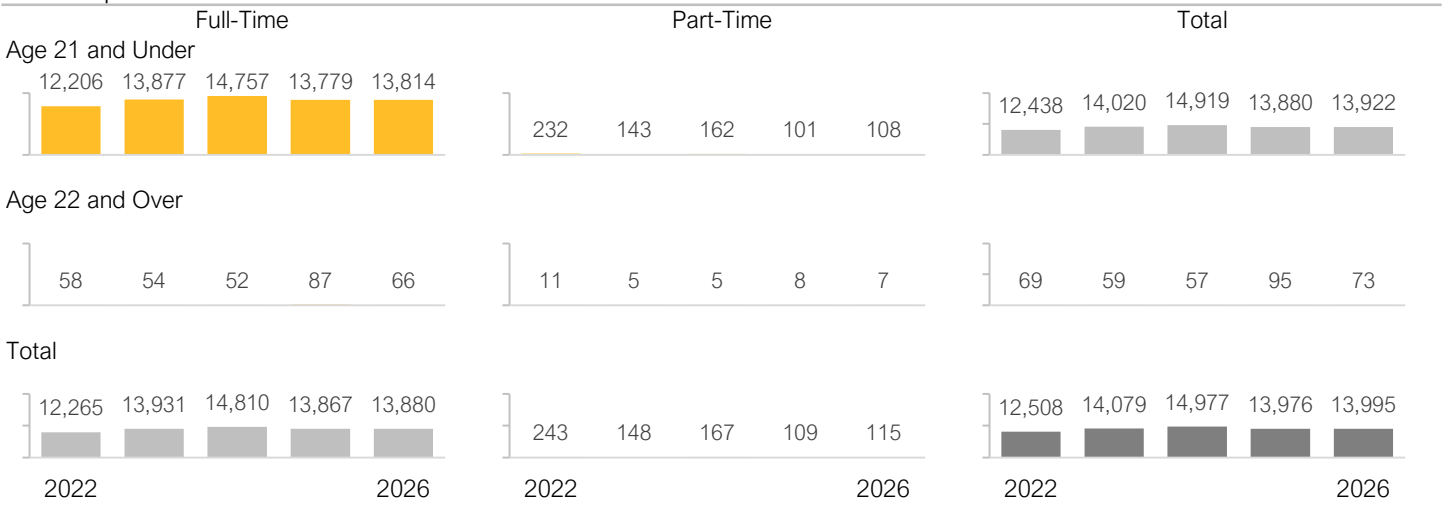 Full-Time Part-Time Total
Age 21 and Under
12,206 13,877 14,757 13,779 13,814
232 143 162 101 108
12,438 14,020 14,919 13,880 13,922
Age 22 and Over
58 54 52 87 66
11 5 5 8 7
69 59 57 95 73
Total
12,265 13,931 14,810 13,867 13,880
243 148 167 109 115
12,508 14,079 14,977 13,976 13,995
2022 2026 2022 2026 2022 2026